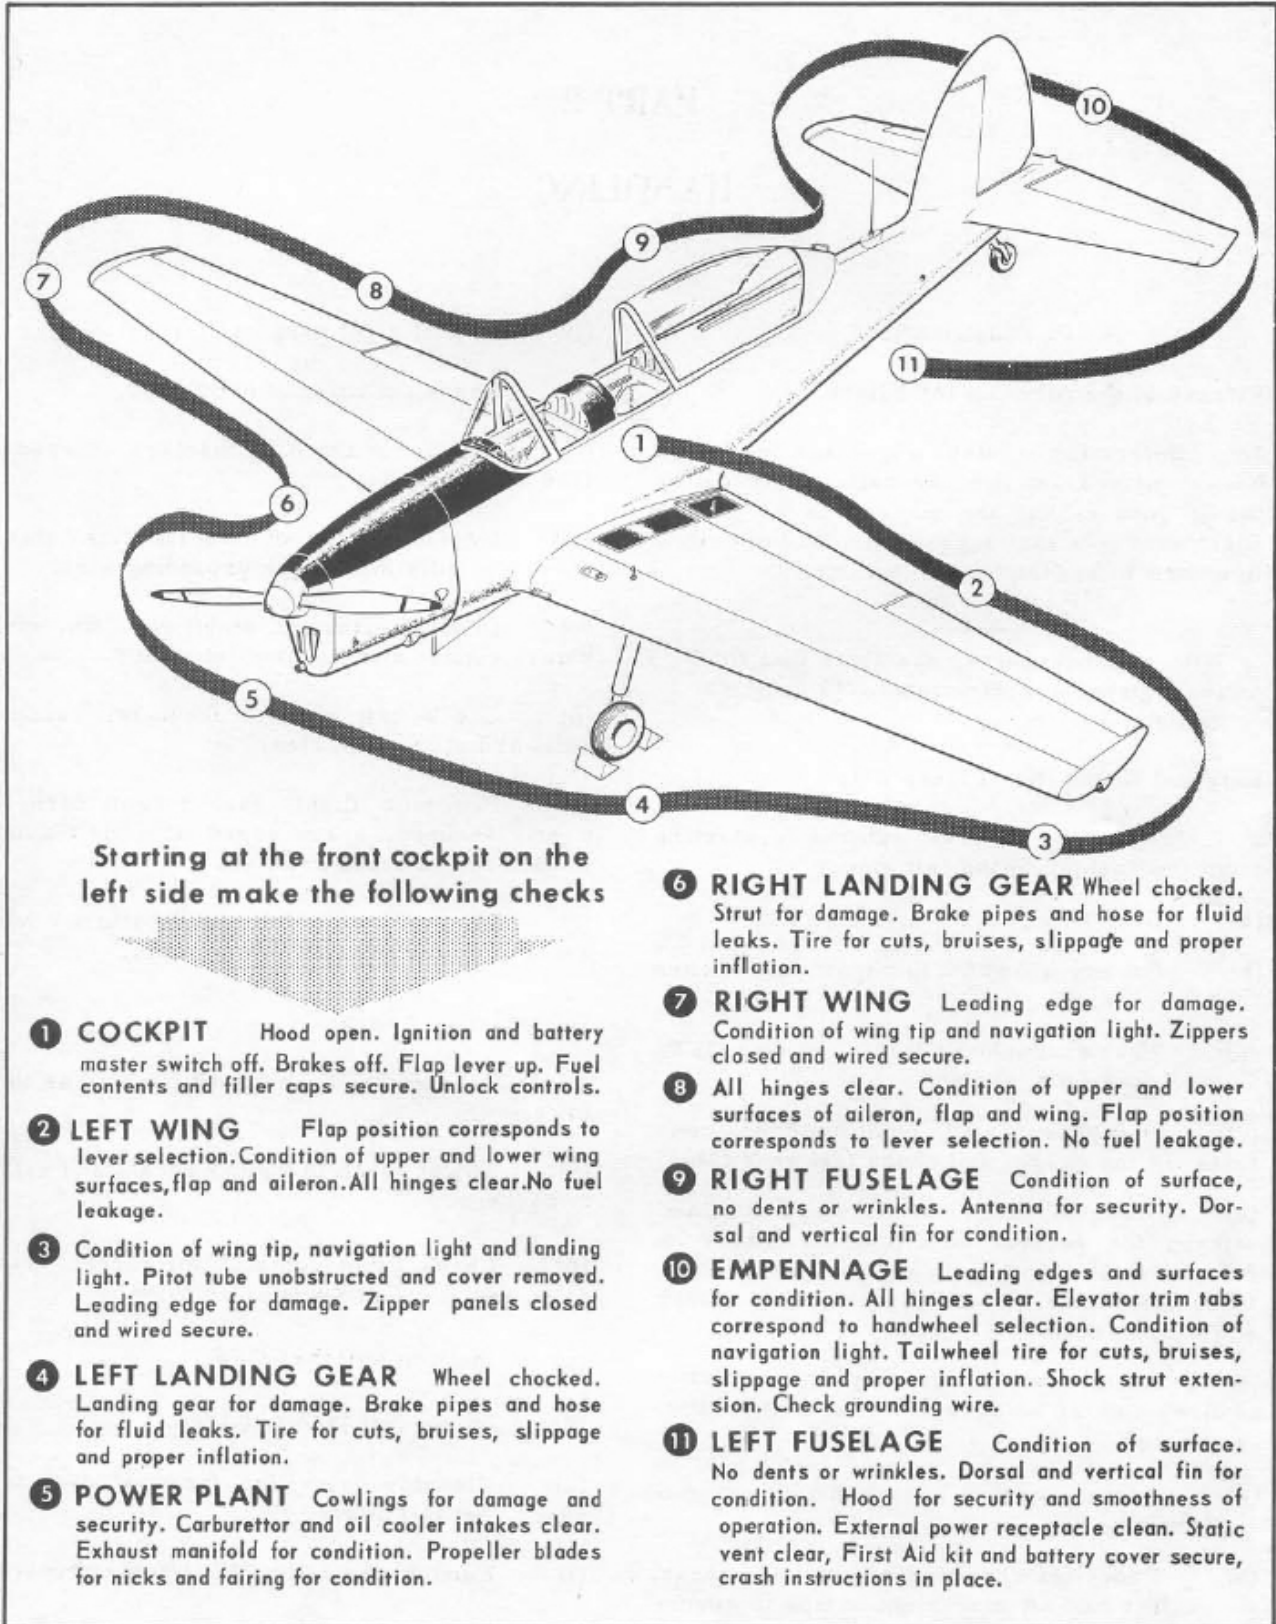 10
9
7
8
11
1
6
2
5
4
3
Starting at the front cockpit on the
left side make the following checks
1 COCKPIT Hood open. Ignition and battery
master switch off. Brakes off. Flap lever up. Fuel
contents and filler caps secure. Unlock controls.
2 LEFT WING Flap position corresponds to
lever selection.Condition of upper and lower wing
surfaces,flap and aileron.All hinges clear.No fuel
leakage.
3 Condition of wing tip, navigation light and landing
light. Pitot tube unobstructed and cover removed.
Leading edge for damage. Zipper panels closed
and wired secure.
4 LEFT LANDING GEAR Wheel chocked.
Landing gear for damage. Brake pipes and hose
for fluid leaks. Tire for cuts, bruises, slippage
and proper inflation.
5 POWER PLANT Cowlings for damage and
security. Carburettor and oil cooler intakes clear.
Exhaust manifold for condition. Propeller blades
for nicks and fairing for condition.
6 RIGHT LANDING GEAR Wheel chocked.
Strut for damage. Brake pipes and hose for fluid
leaks. Tire for cuts, bruises, slippage and proper
inflation.
7 RIGHT WING Leading edge for damage.
Condition of wing tip and navigation light. Zippers
closed and wired secure.
8 All hinges clear. Condition of upper and lower
surfaces of aileron, flap and wing. Flap position
corresponds to lever selection. No fuel leakage.
9 RIGHT FUSELAGE Condition of surface,
no dents or wrinkles. Antenna for security. Dor-
sal and vertical fin for condition.
10 EMPENNAGE Leading edges and surfaces
for condition. All hinges clear. Elevator trim tabs
correspond to handwheel selection. Condition of
navigation light. Tailwheel tire for cuts, bruises,
slippage and proper inflation. Shock strut exten-
sion. Check grounding wire.
11 LEFT FUSELAGE Condition of surface.
No dents or wrinkles. Dorsal and vertical fin for
condition. Hood for security and smoothness of
operation. External power receptacle clean. Static
vent clear, First Aid kit and battery cover secure,
crash instructions in place.